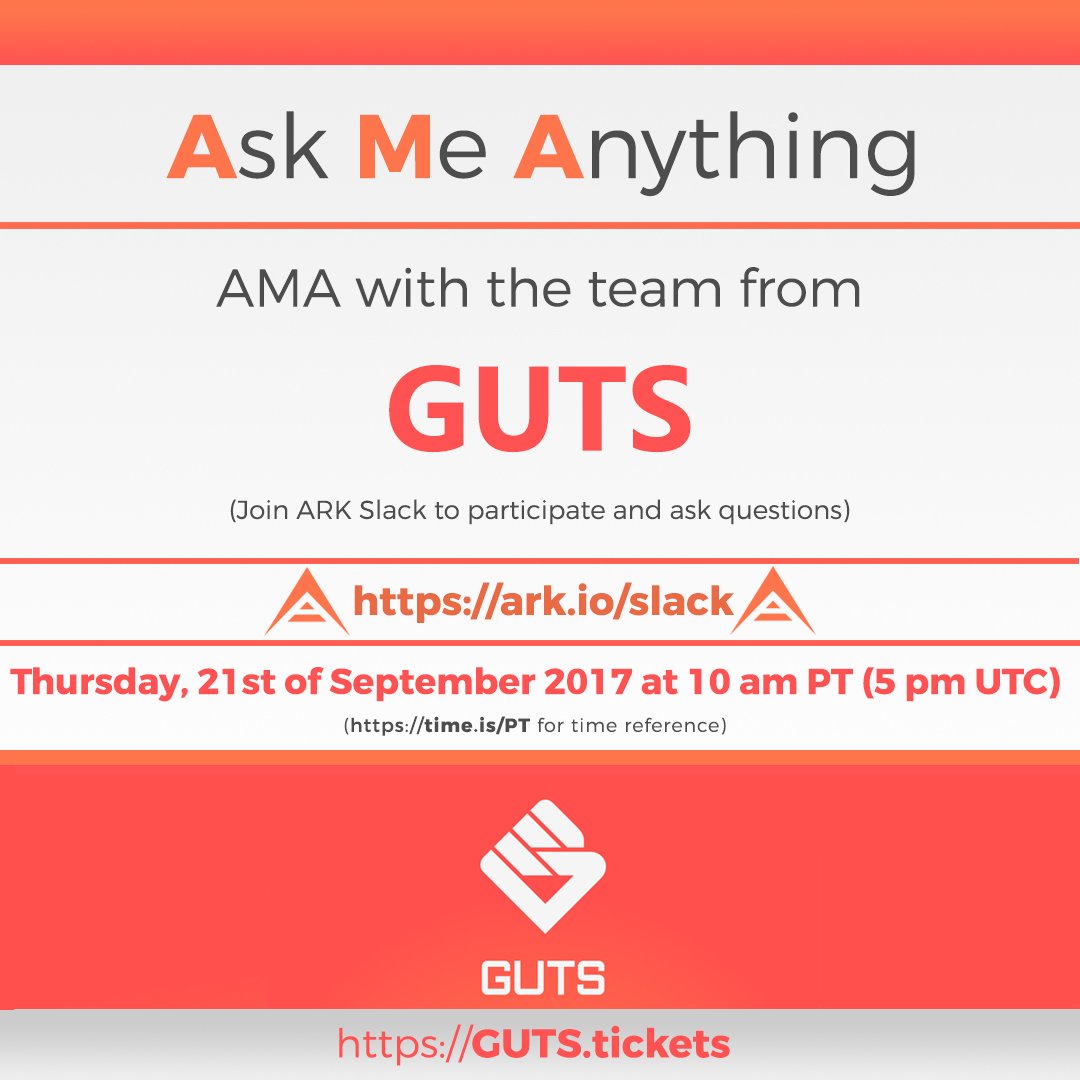 Ask Me Anything
AMA with the team from
GUTS
(Join ARK Slack to participate and ask questions)
https://ark.io/slack
Thursday, 21st of September 2017 at 10 am PT (5 pm UTC)
(https://time.is/PT for time reference)
GUTS
https://GUTS.tickets